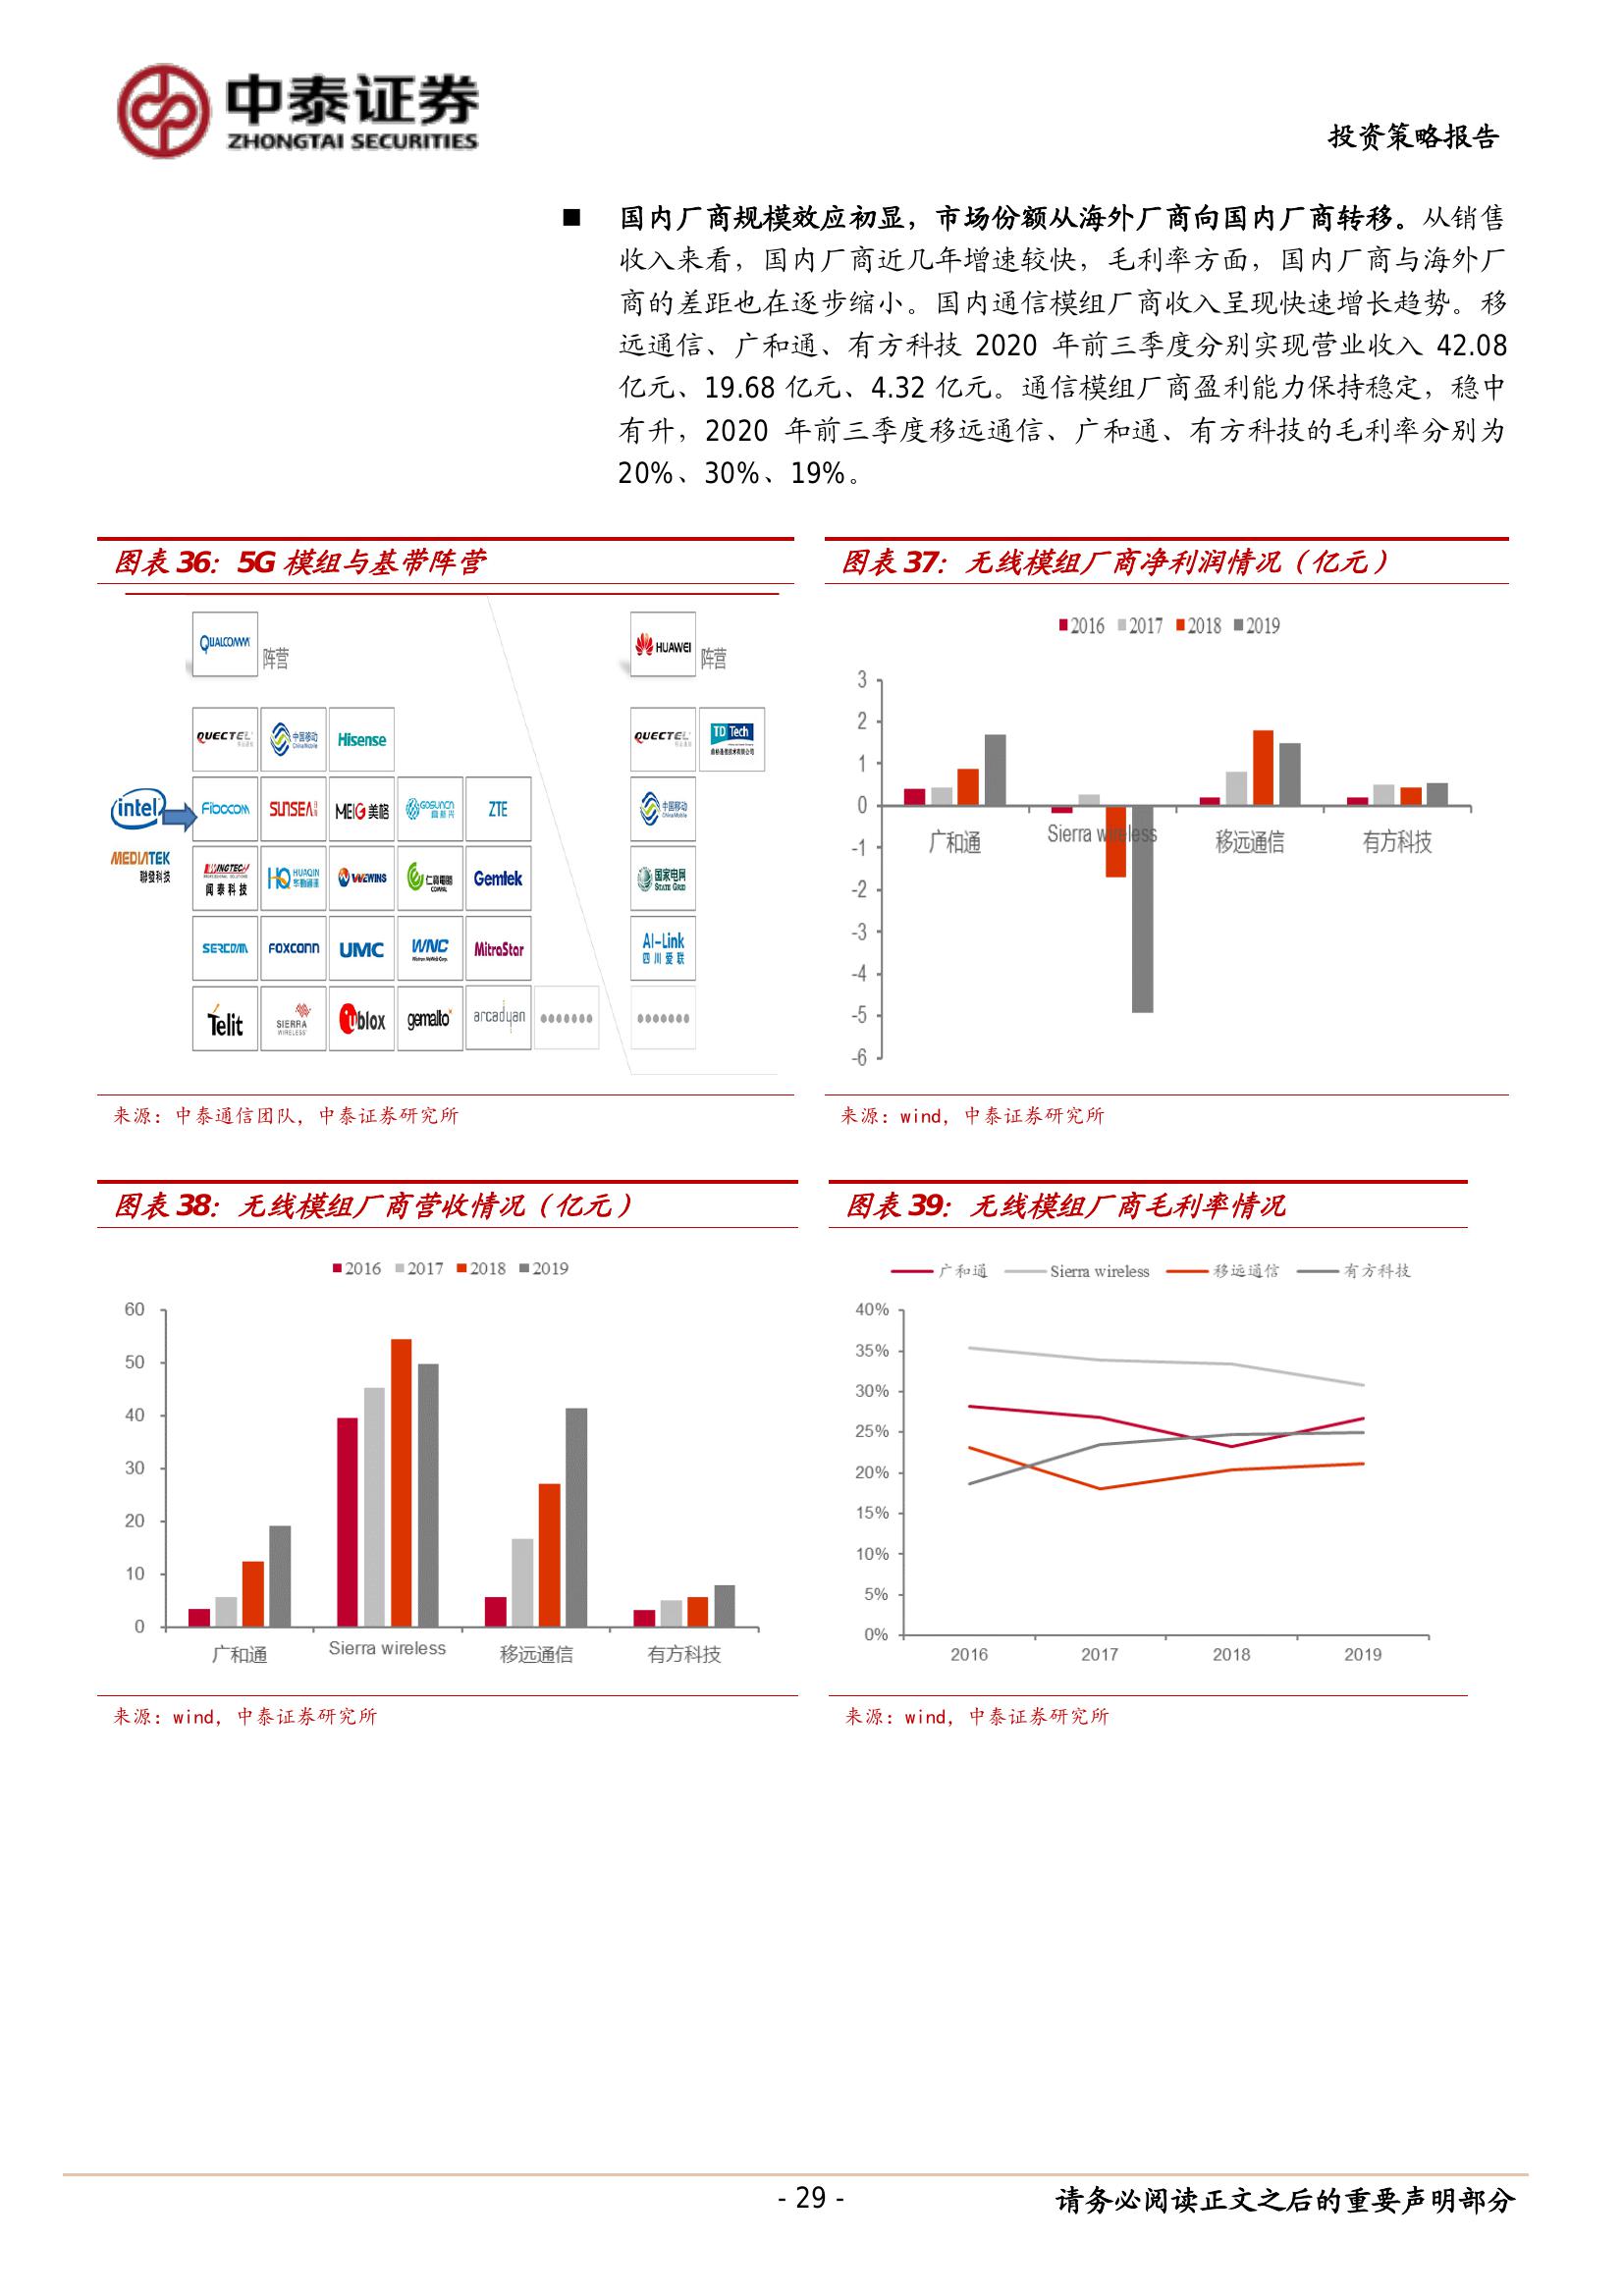 中泰证券
ZHONGTAI SECURITIES
投资策略报告
■ 国内厂商规模效应初显，市场份额从海外厂商向国内厂商转移。从销售
收入来看，国内厂商近几年增速较快，毛利率方面，国内厂商与海外厂
商的差距也在逐步缩小。国内通信模组厂商收入呈现快速增长趋势。移
远通信、广和通、有方科技 2020 年前三季度分别实现营业收入 42.08
亿元、19.68 亿元、4.32 亿元。通信模组厂商盈利能力保持稳定，稳中
有升，2020 年前三季度移远通信、广和通、有方科技的毛利率分别为
20%、30%、19%。
图表 36：5G 模组与基带阵营
QUALCOMM 阵营
HUAWEI 阵营
QUECTEL
中国移动
China Mobile
Hisense
QUECTEL
TD Tech
intel
Fibocom
SUNSEA
MEIG 美格
GOSUNCN
ZTE
中国移动
China Mobile
MEDIATEK
聯發科技
WINGTECH
闻泰科技
HUAQIN
WEWINS
仁寶電腦
COMPAL
Gemtek
国家电网
STATE GRID
SERCOMM
FOXCONN
UMC
WNC
Wistron NeWeb Corp.
MitraStar
AI-Link
四川爱联
Telit
SIERRA
WIRELESS
ublox
gemalto
arcadyan
来源：中泰通信团队，中泰证券研究所
图表 37：无线模组厂商净利润情况（亿元）
2016 2017 2018 2019
3
2
1
0
-1
-2
-3
-4
-5
-6
广和通 Sierra wireless 移远通信 有方科技
来源：wind，中泰证券研究所
图表 38：无线模组厂商营收情况（亿元）
2016 2017 2018 2019
60
50
40
30
20
10
0
广和通 Sierra wireless 移远通信 有方科技
来源：wind，中泰证券研究所
图表 39：无线模组厂商毛利率情况
广和通 Sierra wireless 移远通信 有方科技
40%
35%
30%
25%
20%
15%
10%
5%
0%
2016 2017 2018 2019
来源：wind，中泰证券研究所
- 29 -
请务必阅读正文之后的重要声明部分